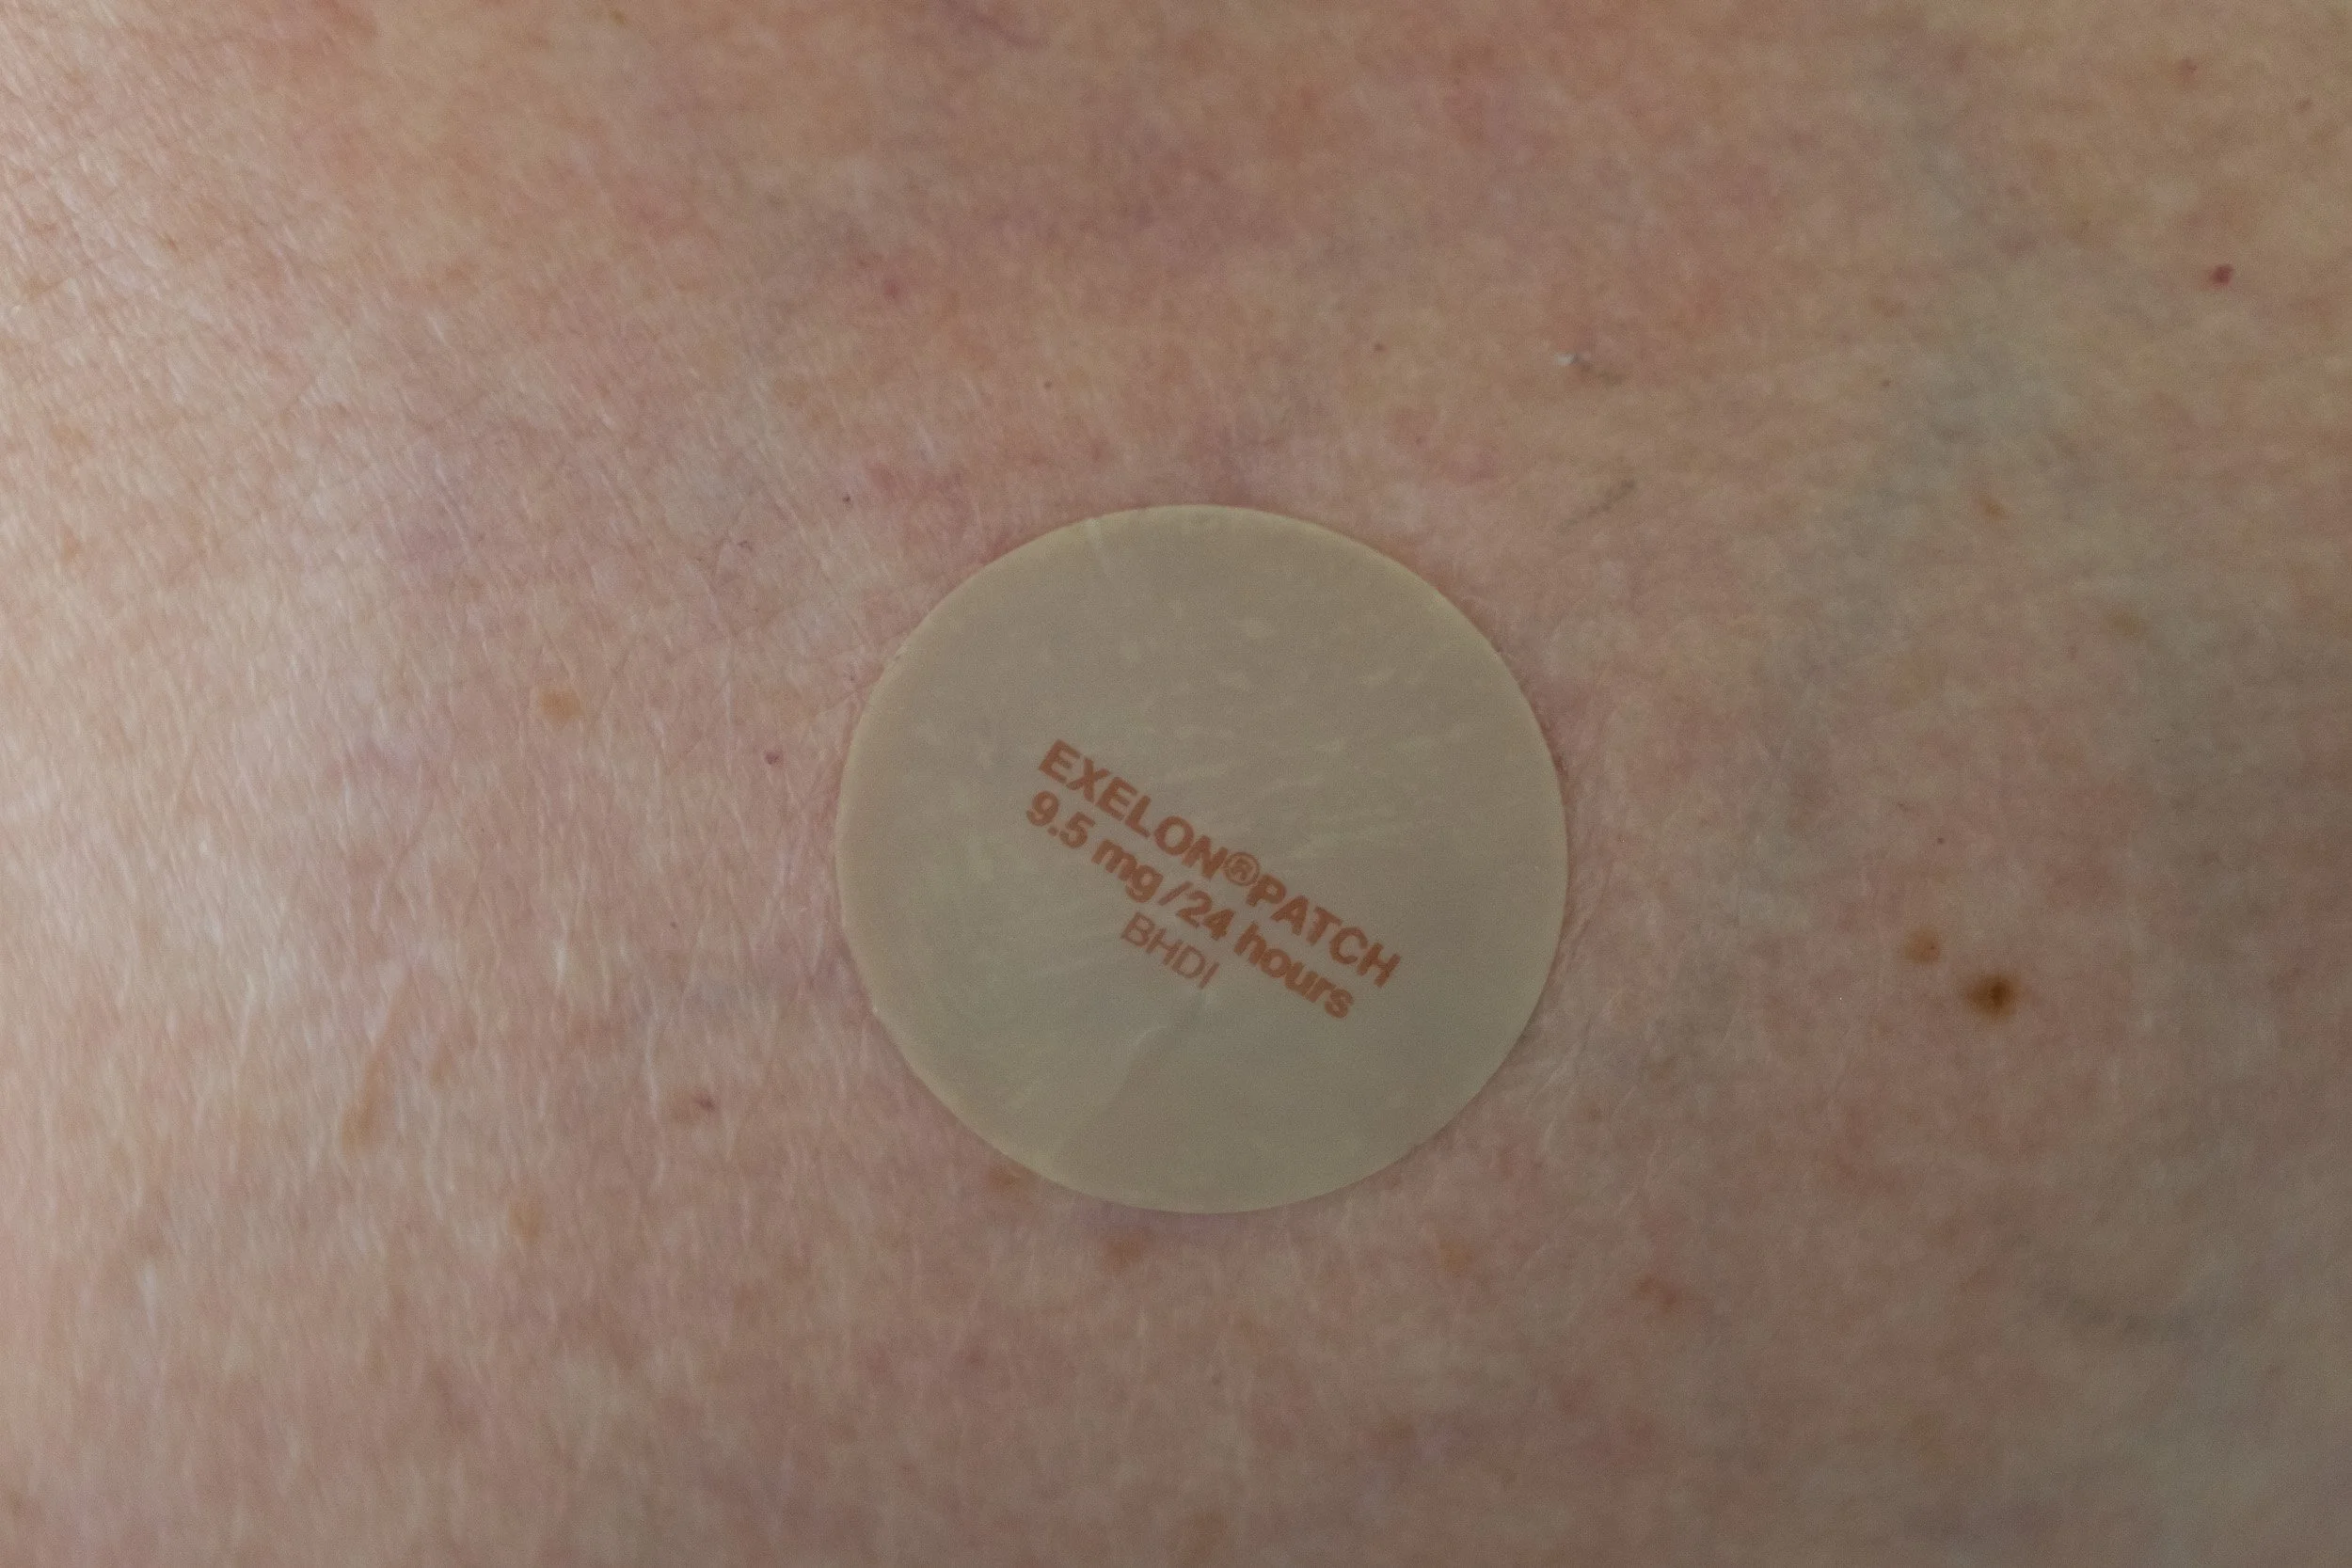 EXELON®PATCH
9.5 mg/24 hours
BHDI